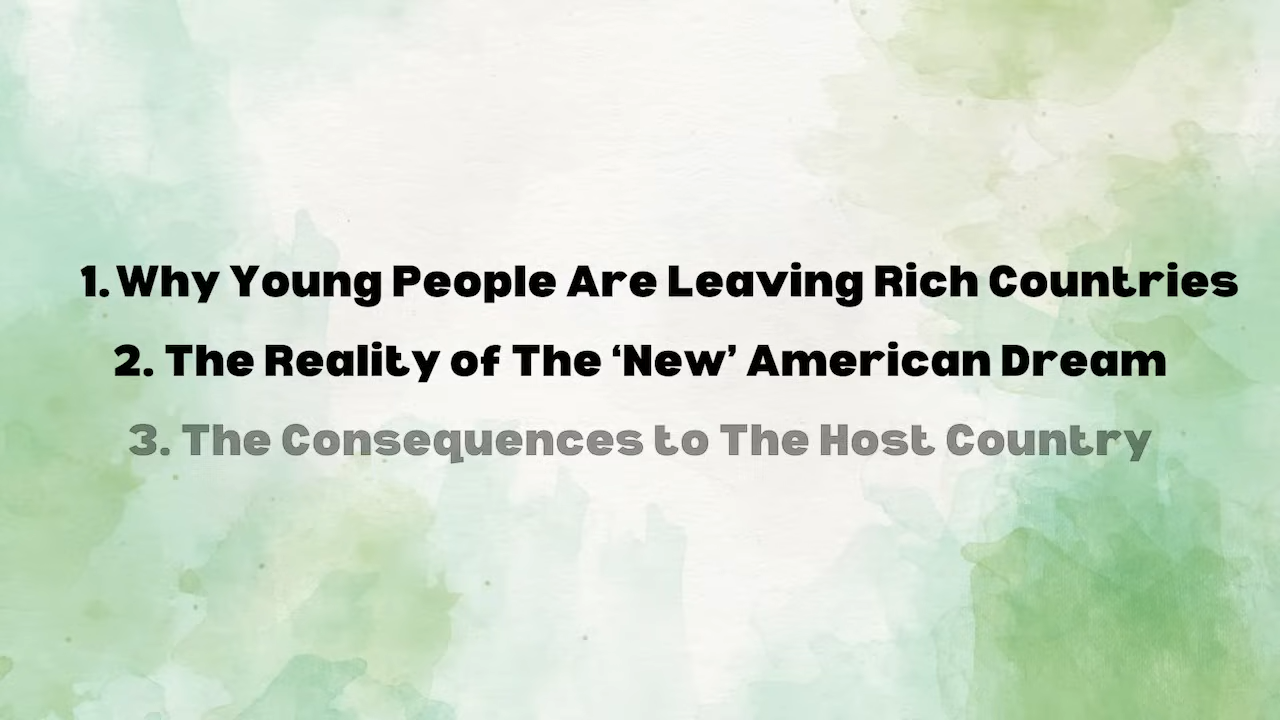 1. Why Young People Are Leaving Rich Countries
2. The Reality of The ‘New’ American Dream
3. The Consequences to The Host Country